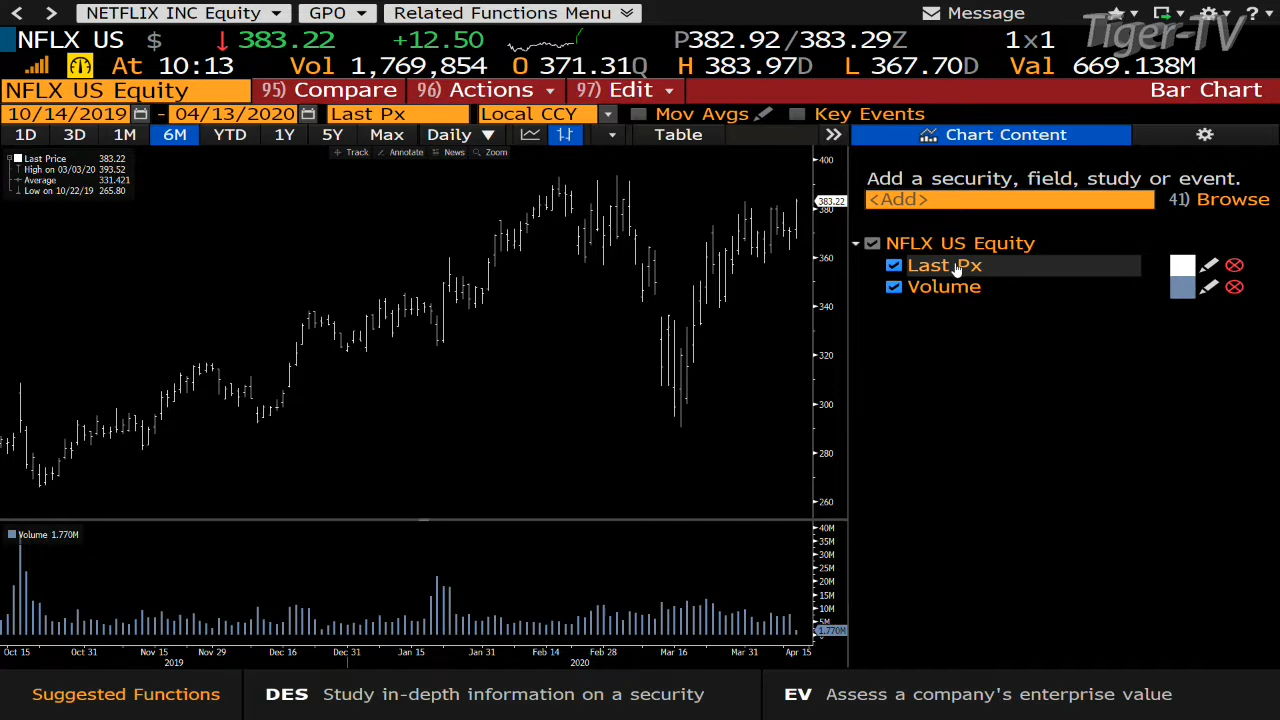 NETFLIX INC Equity GPO Related Functions Menu Message ?
Tiger-TV
NFLX US $ ↓ 383.22 +12.50 P382.92/383.29Z 1x1
At 10:13 Vol 1,769,854 O 371.31Q H 383.97D L 367.70D Val 669.138M
NFLX US Equity 95) Compare 96) Actions 97) Edit Bar Chart
10/14/2019 - 04/13/2020 Last Px Local CCY Mov Avgs Key Events
1D 3D 1M 6M YTD 1Y 5Y Max Daily ▼ Table >> Chart Content
Track Annotate News Zoom
Last Price 383.22
High on 03/03/20 393.52
Average 331.421
Low on 10/22/19 265.80
400
383.22
380
360
340
320
300
280
260
Add a security, field, study or event.
<Add> 41) Browse
NFLX US Equity
Last Px
Volume
Volume 1.770M
40M
35M
30M
25M
20M
15M
10M
5M
1.770M
0
Oct 15 Oct 31 Nov 15 Nov 29 Dec 16 Dec 31 Jan 15 Jan 31 Feb 14 Feb 28 Mar 16 Mar 31 Apr 15
2019 2020
Suggested Functions DES Study in-depth information on a security EV Assess a company's enterprise value